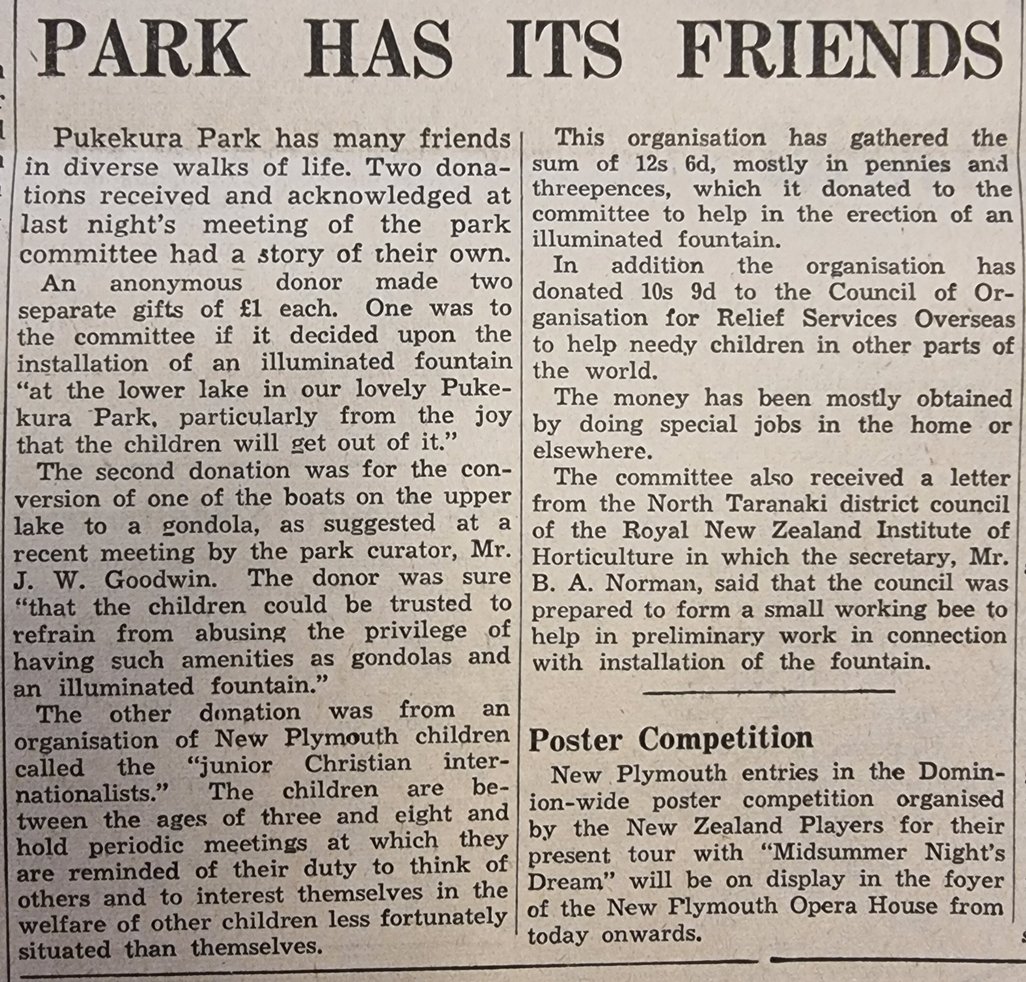 PARK HAS ITS FRIENDS
Pukekura Park has many friends
in diverse walks of life. Two dona-
tions received and acknowledged at
last night's meeting of the park
committee had a story of their own.
An anonymous donor made two
separate gifts of £1 each. One was to
the committee if it decided upon the
installation of an illuminated fountain
"at the lower lake in our lovely Puke-
kura Park, particularly from the joy
that the children will get out of it."
The second donation was for the con-
version of one of the boats on the upper
lake to a gondola, as suggested at a
recent meeting by the park curator, Mr.
J. W. Goodwin. The donor was sure
"that the children could be trusted to
refrain from abusing the privilege of
having such amenities as gondolas and
an illuminated fountain."
The other donation was from an
organisation of New Plymouth children
called the "junior Christian inter-
nationalists." The children are be-
tween the ages of three and eight and
hold periodic meetings at which they
are reminded of their duty to think of
others and to interest themselves in the
welfare of other children less fortunately
situated than themselves.
This organisation has gathered the
sum of 12s 6d, mostly in pennies and
threepences, which it donated to the
committee to help in the erection of an
illuminated fountain.
In addition the organisation has
donated 10s 9d to the Council of Or-
ganisation for Relief Services Overseas
to help needy children in other parts of
the world.
The money has been mostly obtained
by doing special jobs in the home or
elsewhere.
The committee also received a letter
from the North Taranaki district council
of the Royal New Zealand Institute of
Horticulture in which the secretary, Mr.
B. A. Norman, said that the council was
prepared to form a small working bee to
help in preliminary work in connection
with installation of the fountain.
Poster Competition
New Plymouth entries in the Domin-
ion-wide poster competition organised
by the New Zealand Players for their
present tour with "Midsummer Night's
Dream" will be on display in the foyer
of the New Plymouth Opera House from
today onwards.